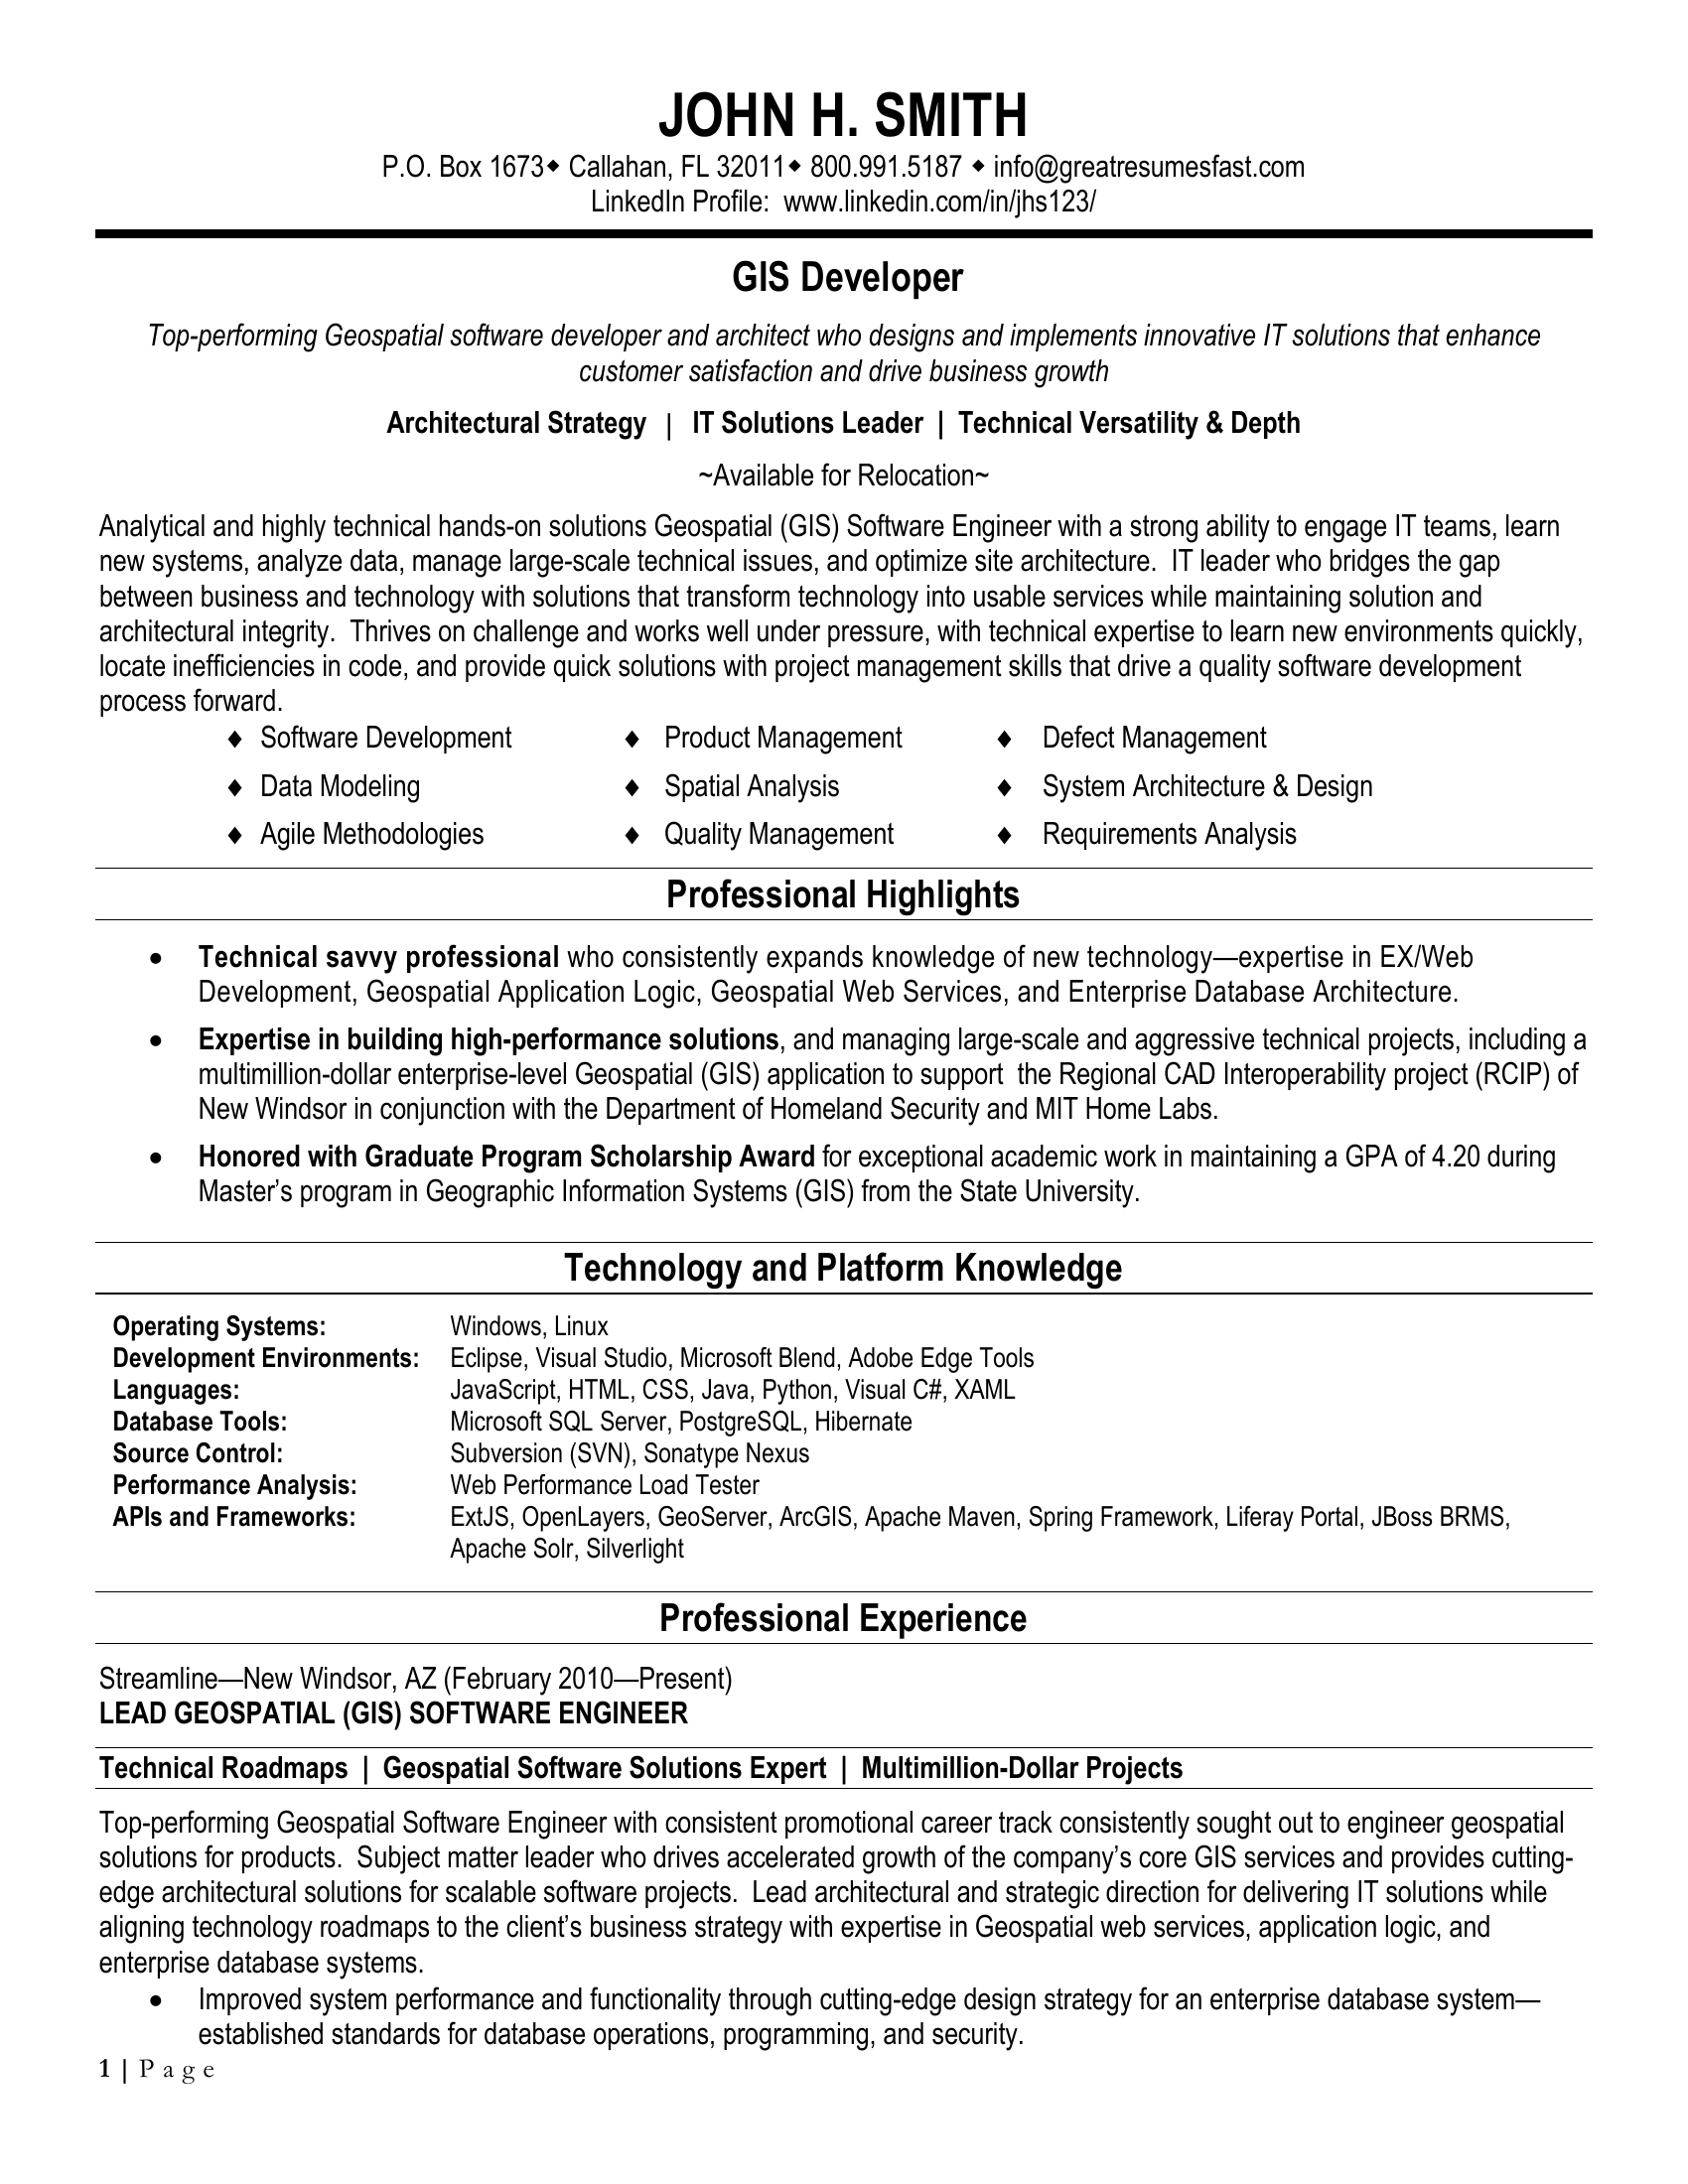 JOHN H. SMITH
P.O. Box 1673⬥ Callahan, FL 32011⬥ 800.991.5187 ⬥ info@greatresumesfast.com
LinkedIn Profile:  www.linkedin.com/in/jhs123/
GIS Developer
Top-performing Geospatial software developer and architect who designs and implements innovative IT solutions that enhance
customer satisfaction and drive business growth
Architectural Strategy | IT Solutions Leader | Technical Versatility & Depth
~Available for Relocation~
Analytical and highly technical hands-on solutions Geospatial (GIS) Software Engineer with a strong ability to engage IT teams, learn
new systems, analyze data, manage large-scale technical issues, and optimize site architecture.  IT leader who bridges the gap
between business and technology with solutions that transform technology into usable services while maintaining solution and
architectural integrity.  Thrives on challenge and works well under pressure, with technical expertise to learn new environments quickly,
locate inefficiencies in code, and provide quick solutions with project management skills that drive a quality software development
process forward.
♦ Software Development ♦ Product Management ♦ Defect Management
♦ Data Modeling ♦ Spatial Analysis ♦ System Architecture & Design
♦ Agile Methodologies ♦ Quality Management ♦ Requirements Analysis
Professional Highlights
• Technical savvy professional who consistently expands knowledge of new technology—expertise in EX/Web
Development, Geospatial Application Logic, Geospatial Web Services, and Enterprise Database Architecture.
• Expertise in building high-performance solutions, and managing large-scale and aggressive technical projects, including a
multimillion-dollar enterprise-level Geospatial (GIS) application to support  the Regional CAD Interoperability project (RCIP) of
New Windsor in conjunction with the Department of Homeland Security and MIT Home Labs.
• Honored with Graduate Program Scholarship Award for exceptional academic work in maintaining a GPA of 4.20 during
Master’s program in Geographic Information Systems (GIS) from the State University.
Technology and Platform Knowledge
Operating Systems: Windows, Linux
Development Environments: Eclipse, Visual Studio, Microsoft Blend, Adobe Edge Tools
Languages: JavaScript, HTML, CSS, Java, Python, Visual C#, XAML
Database Tools: Microsoft SQL Server, PostgreSQL, Hibernate
Source Control: Subversion (SVN), Sonatype Nexus
Performance Analysis: Web Performance Load Tester
APIs and Frameworks: ExtJS, OpenLayers, GeoServer, ArcGIS, Apache Maven, Spring Framework, Liferay Portal, JBoss BRMS,
Apache Solr, Silverlight
Professional Experience
Streamline—New Windsor, AZ (February 2010—Present)
LEAD GEOSPATIAL (GIS) SOFTWARE ENGINEER
Technical Roadmaps | Geospatial Software Solutions Expert | Multimillion-Dollar Projects
Top-performing Geospatial Software Engineer with consistent promotional career track consistently sought out to engineer geospatial
solutions for products.  Subject matter leader who drives accelerated growth of the company’s core GIS services and provides cutting-
edge architectural solutions for scalable software projects.  Lead architectural and strategic direction for delivering IT solutions while
aligning technology roadmaps to the client’s business strategy with expertise in Geospatial web services, application logic, and
enterprise database systems.
• Improved system performance and functionality through cutting-edge design strategy for an enterprise database system—
established standards for database operations, programming, and security.
1 | Page